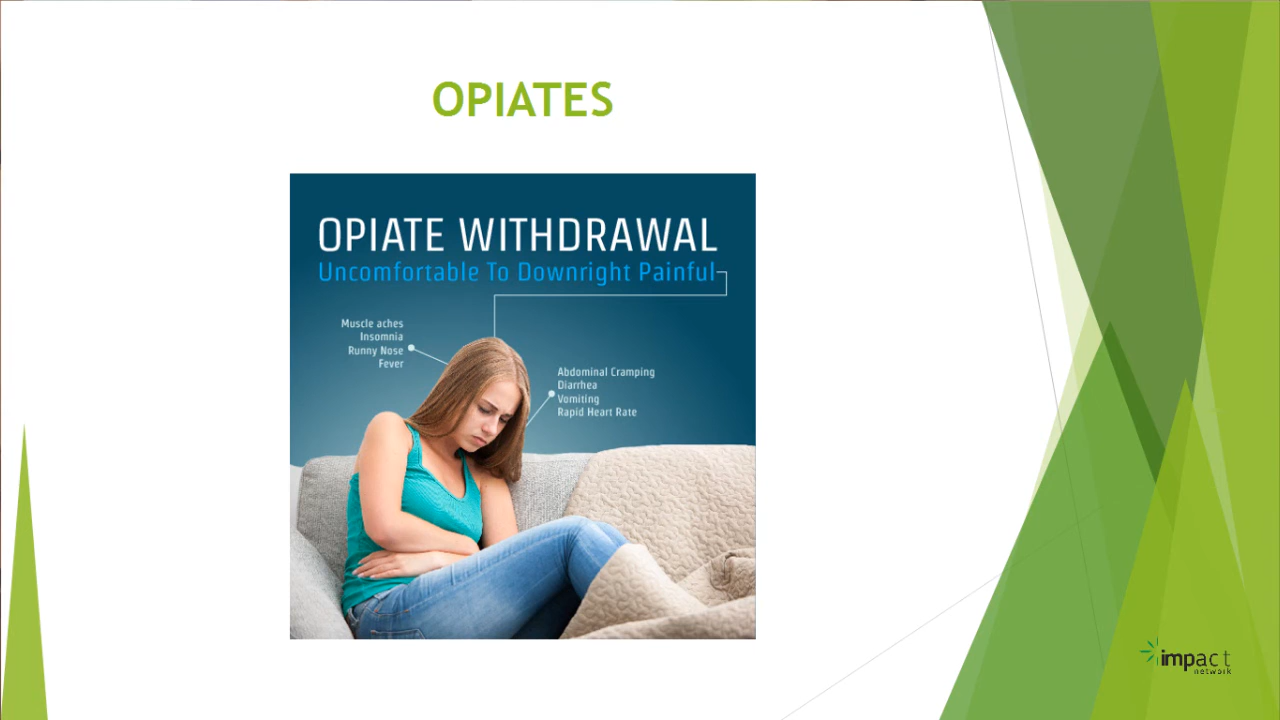 OPIATES
OPIATE WITHDRAWAL
Uncomfortable To Downright Painful
Muscle aches
Insomnia
Runny Nose
Fever
Abdominal Cramping
Diarrhea
Vomiting
Rapid Heart Rate
impact
network